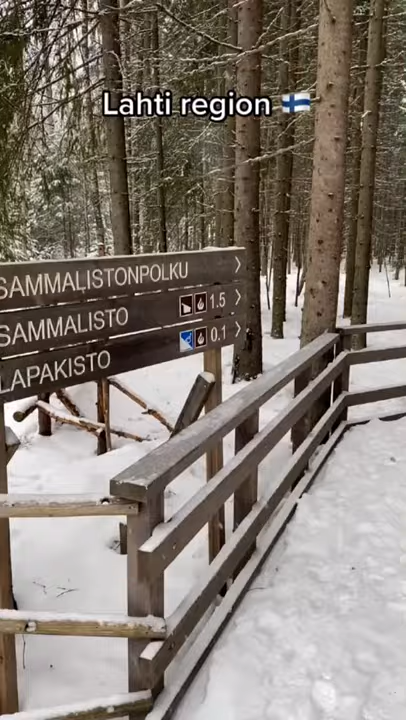 Lahti region 🇫🇮
SAMMALISTONPOLKU
SAMMALISTO 1.5
LAPAKISTO 0.1